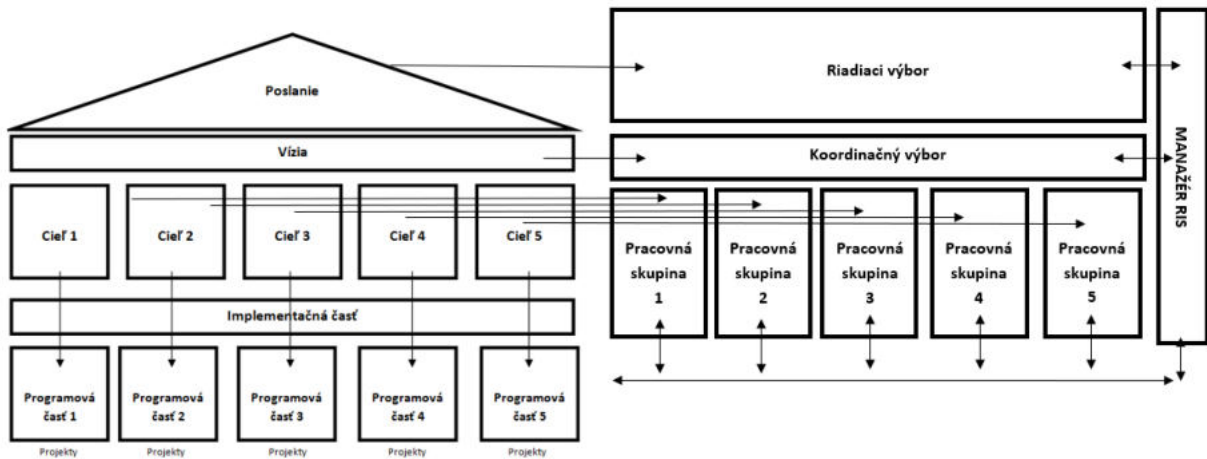 Poslanie
Vízia
Cieľ 1
Cieľ 2
Cieľ 3
Cieľ 4
Cieľ 5
Implementačná časť
Programová
časť 1
Programová
časť 2
Programová
časť 3
Programová
časť 4
Programová
časť 5
Projekty
Projekty
Projekty
Projekty
Projekty
Riadiaci výbor
Koordinačný výbor
Pracovná
skupina
1
Pracovná
skupina
2
Pracovná
skupina
3
Pracovná
skupina
4
Pracovná
skupina
5
MANAŽÉR RIS